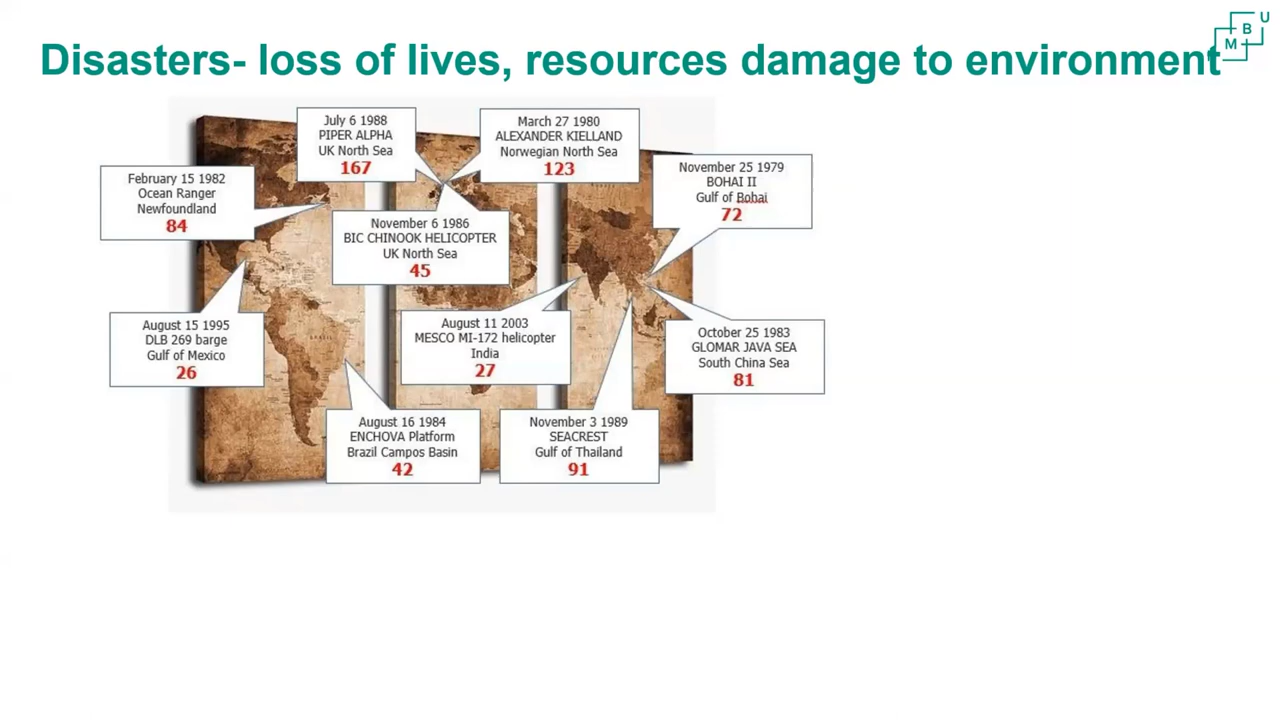 Disasters- loss of lives, resources damage to environment
U
B
M
July 6 1988
PIPER ALPHA
UK North Sea
167
March 27 1980
ALEXANDER KIELLAND
Norwegian North Sea
123
November 25 1979
BOHAI II
Gulf of Bohai
72
February 15 1982
Ocean Ranger
Newfoundland
84
November 6 1986
BIC CHINOOK HELICOPTER
UK North Sea
45
August 15 1995
DLB 269 barge
Gulf of Mexico
26
August 11 2003
MESCO MI-172 helicopter
India
27
October 25 1983
GLOMAR JAVA SEA
South China Sea
81
August 16 1984
ENCHOVA Platform
Brazil Campos Basin
42
November 3 1989
SEACREST
Gulf of Thailand
91
BRAZIL